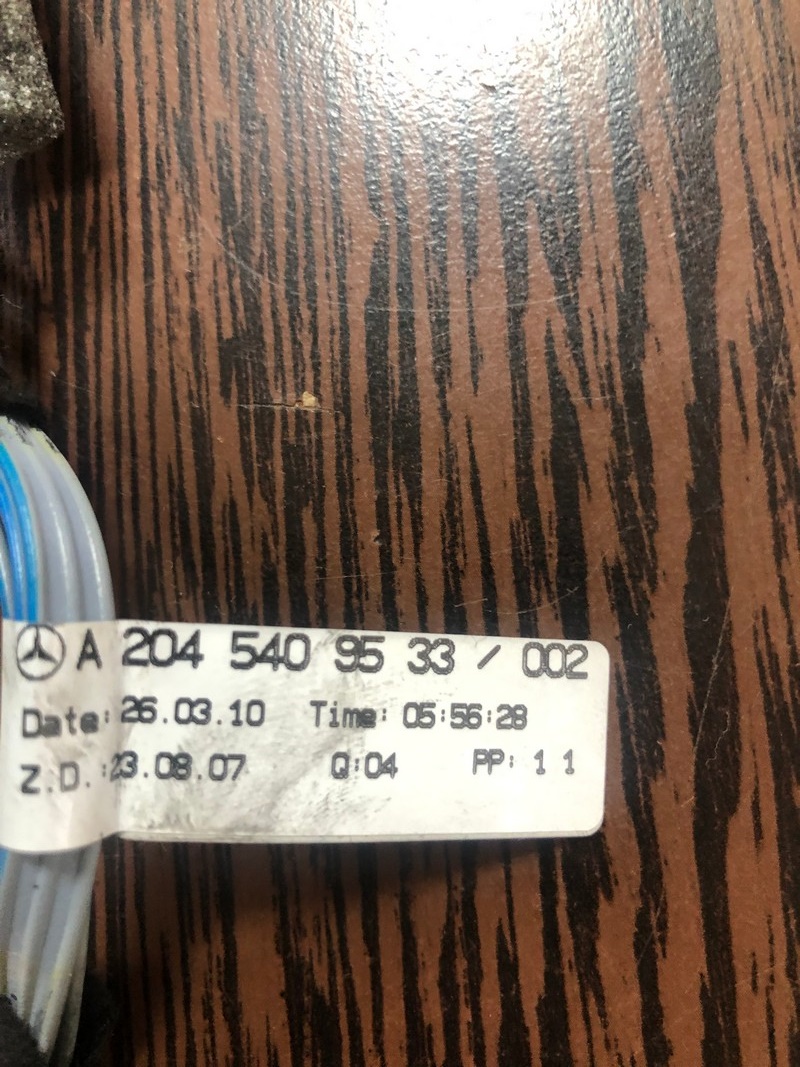 A 204 540 95 33 / 002
Date: 26.03.10 Time: 05:56:28
Z.D.: 23.08.07 Q:04 PP: 1 1